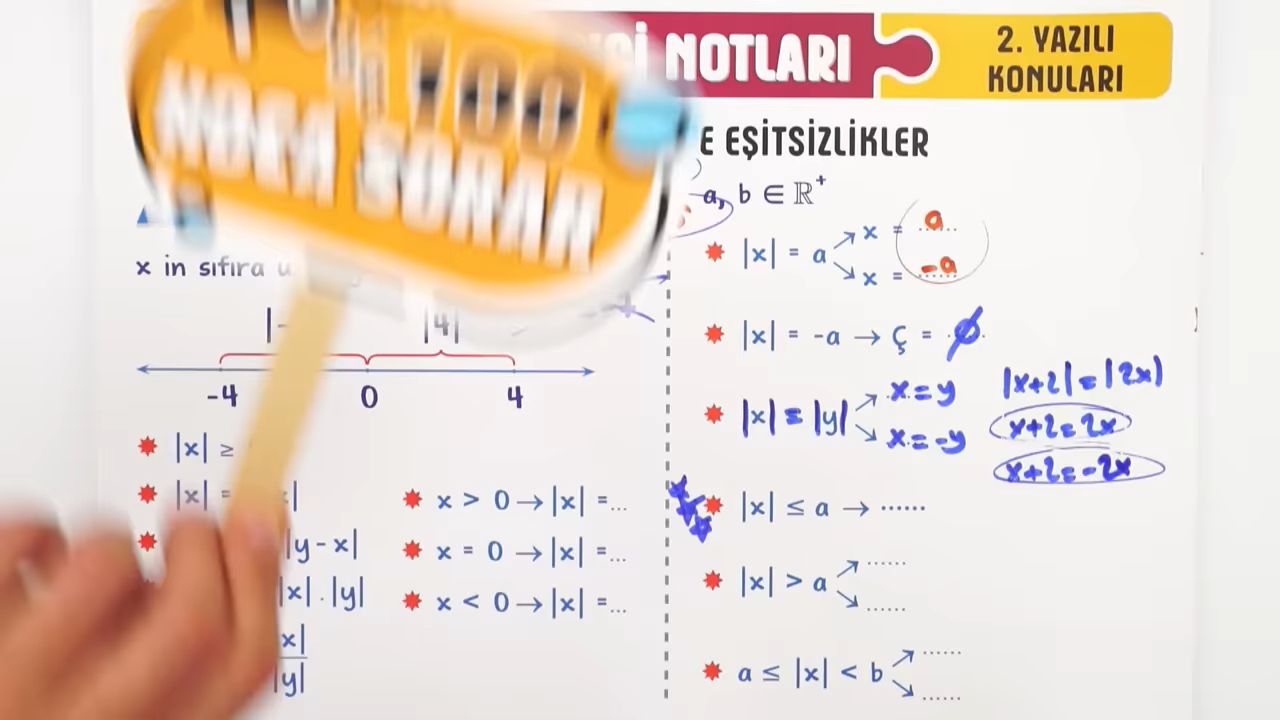 NOTLARI
2. YAZILI
KONULARI
100
E EŞİTSİZLİKLER
x in sıfıra u
|4|
-4 0 4
|x| ≥
|x| =
|y - x|
|x| . |y|
x|
|y|
x > 0 → |x| = ...
x = 0 → |x| = ...
x < 0 → |x| = ...
a, b ∈ ℝ⁺
|x| = a ↗ x = a
↘ x = -a
|x| = -a → Ç = ∅
|x| = |y| ↗ x = y
↘ x = -y
|x+2| = |2x|
x+2 = 2x
x+2 = -2x
|x| ≤ a → ......
|x| > a ↗ ......
↘ ......
a ≤ |x| < b ↗ ......
↘ ......